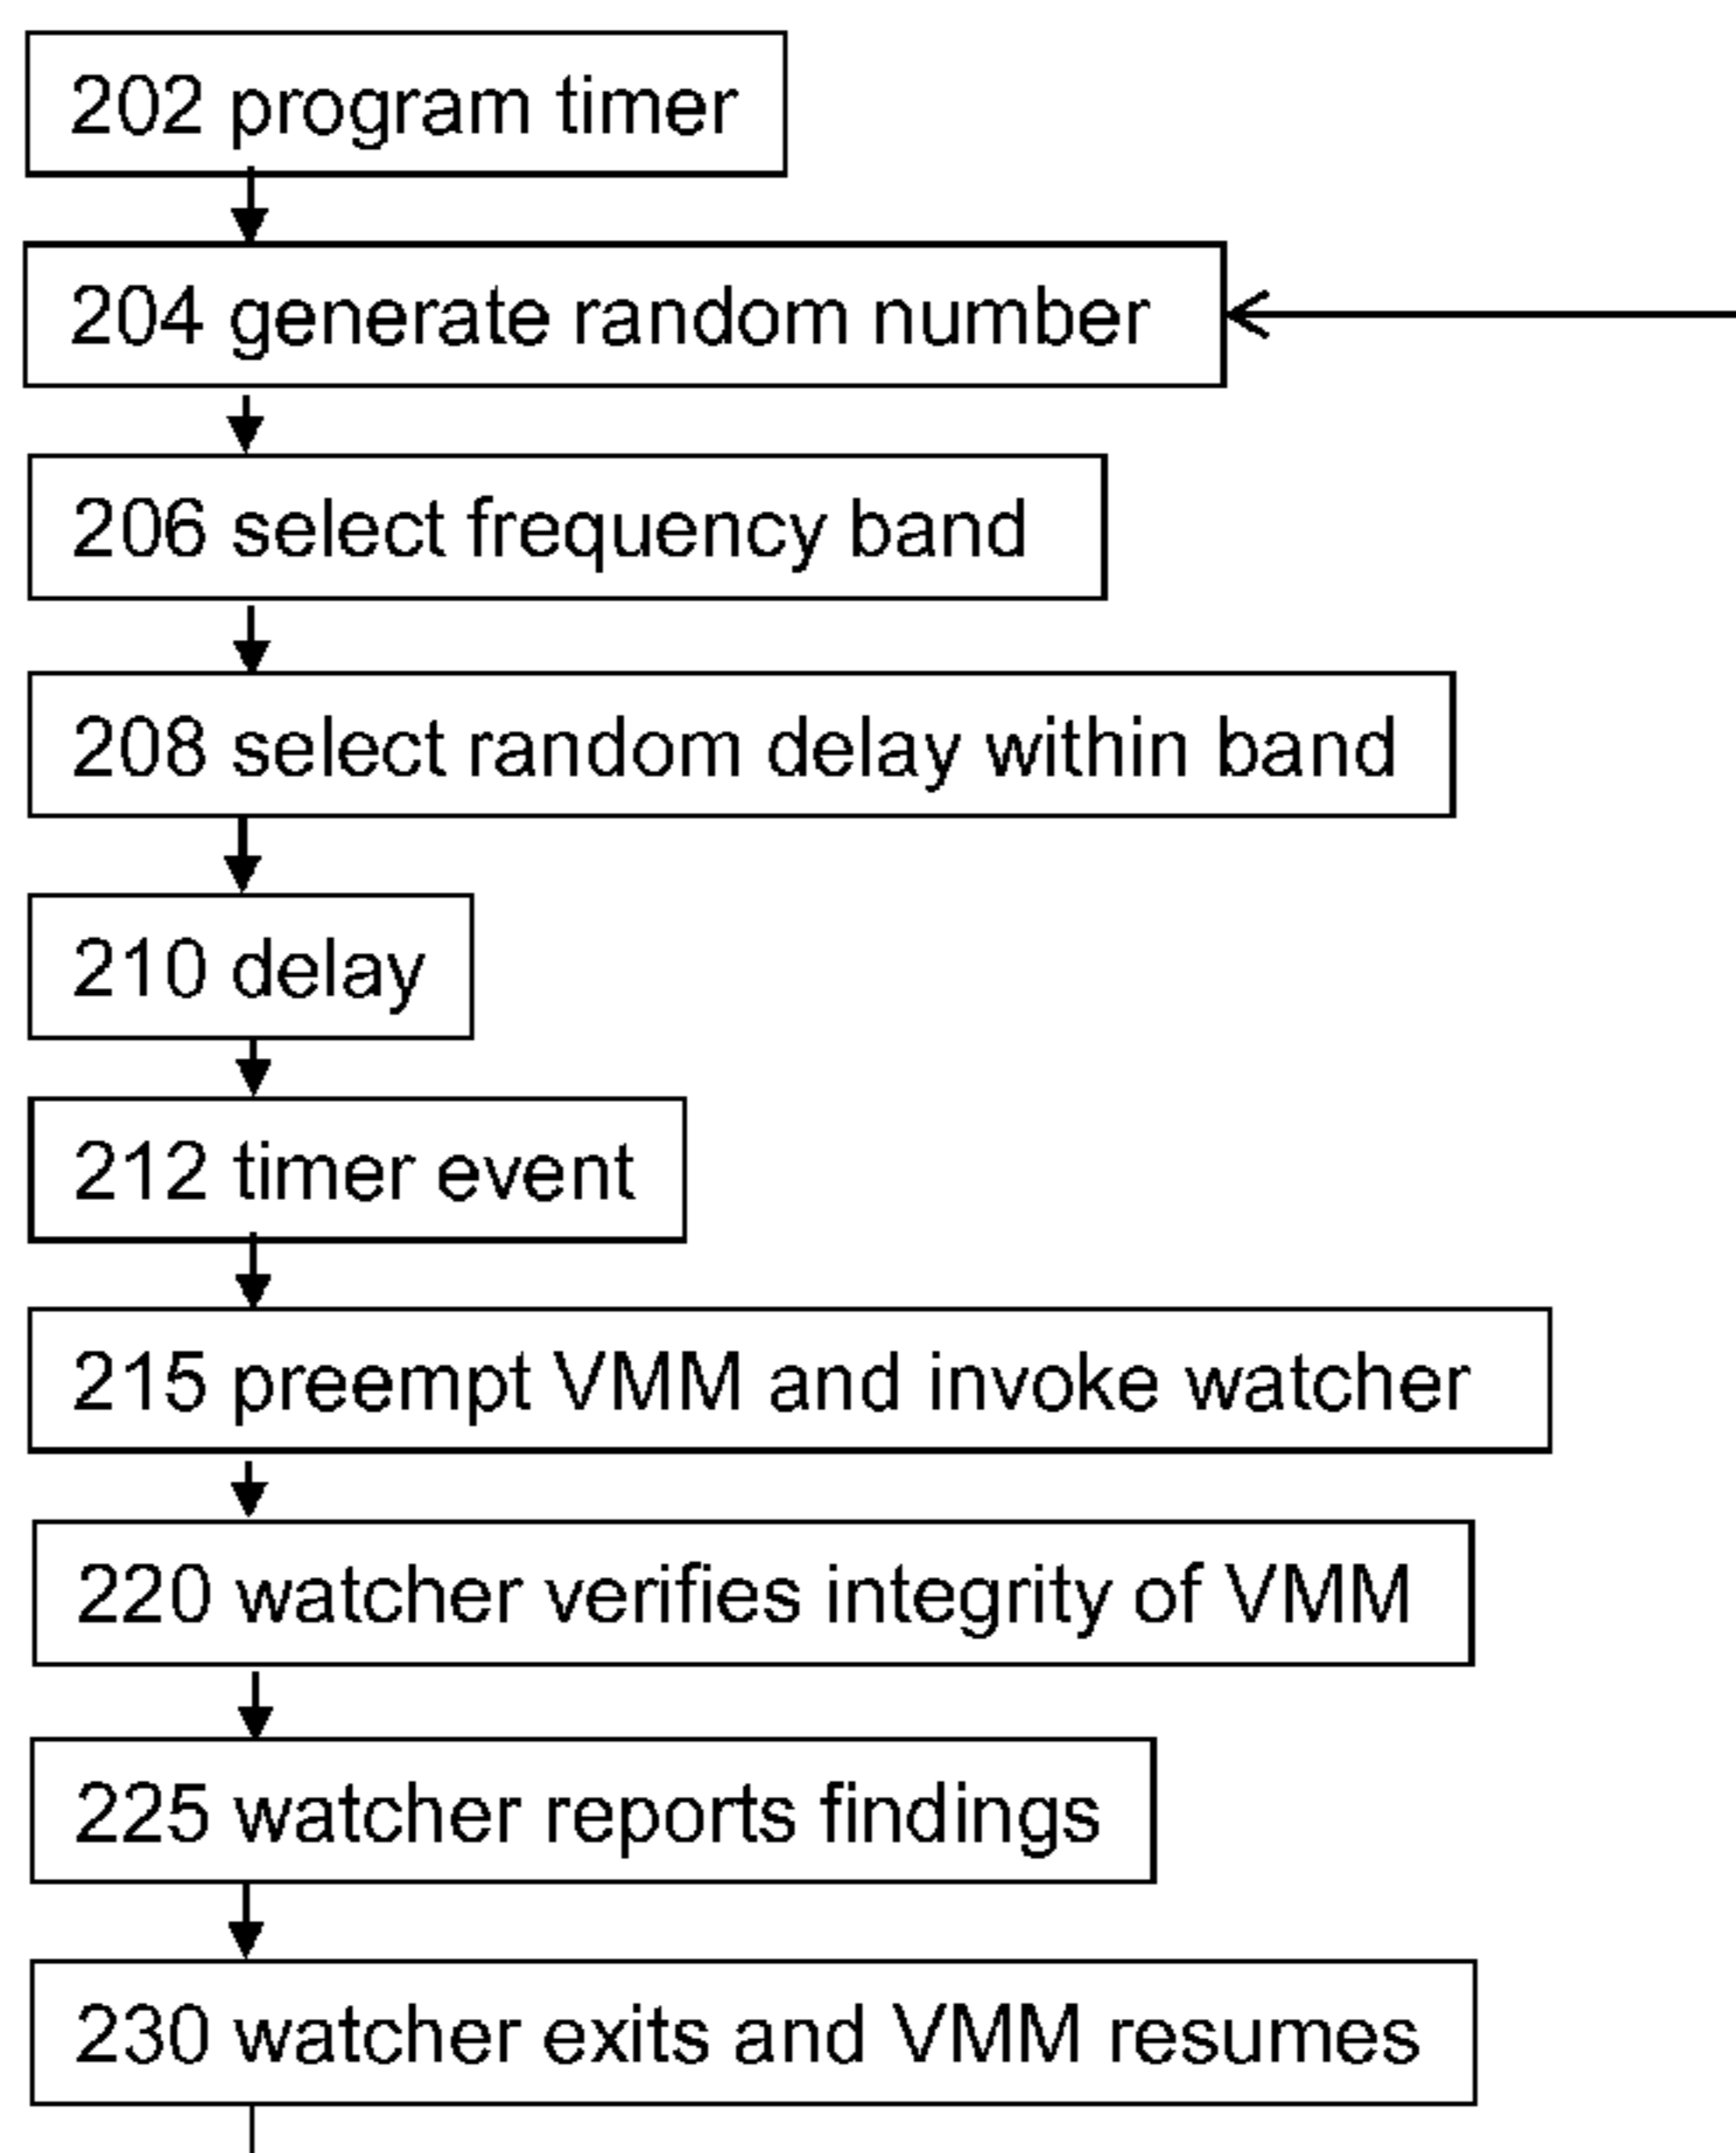 202 program timer
204 generate random number
206 select frequency band
208 select random delay within band
210 delay
212 timer event
215 preempt VMM and invoke watcher
220 watcher verifies integrity of VMM
225 watcher reports findings
230 watcher exits and VMM resumes